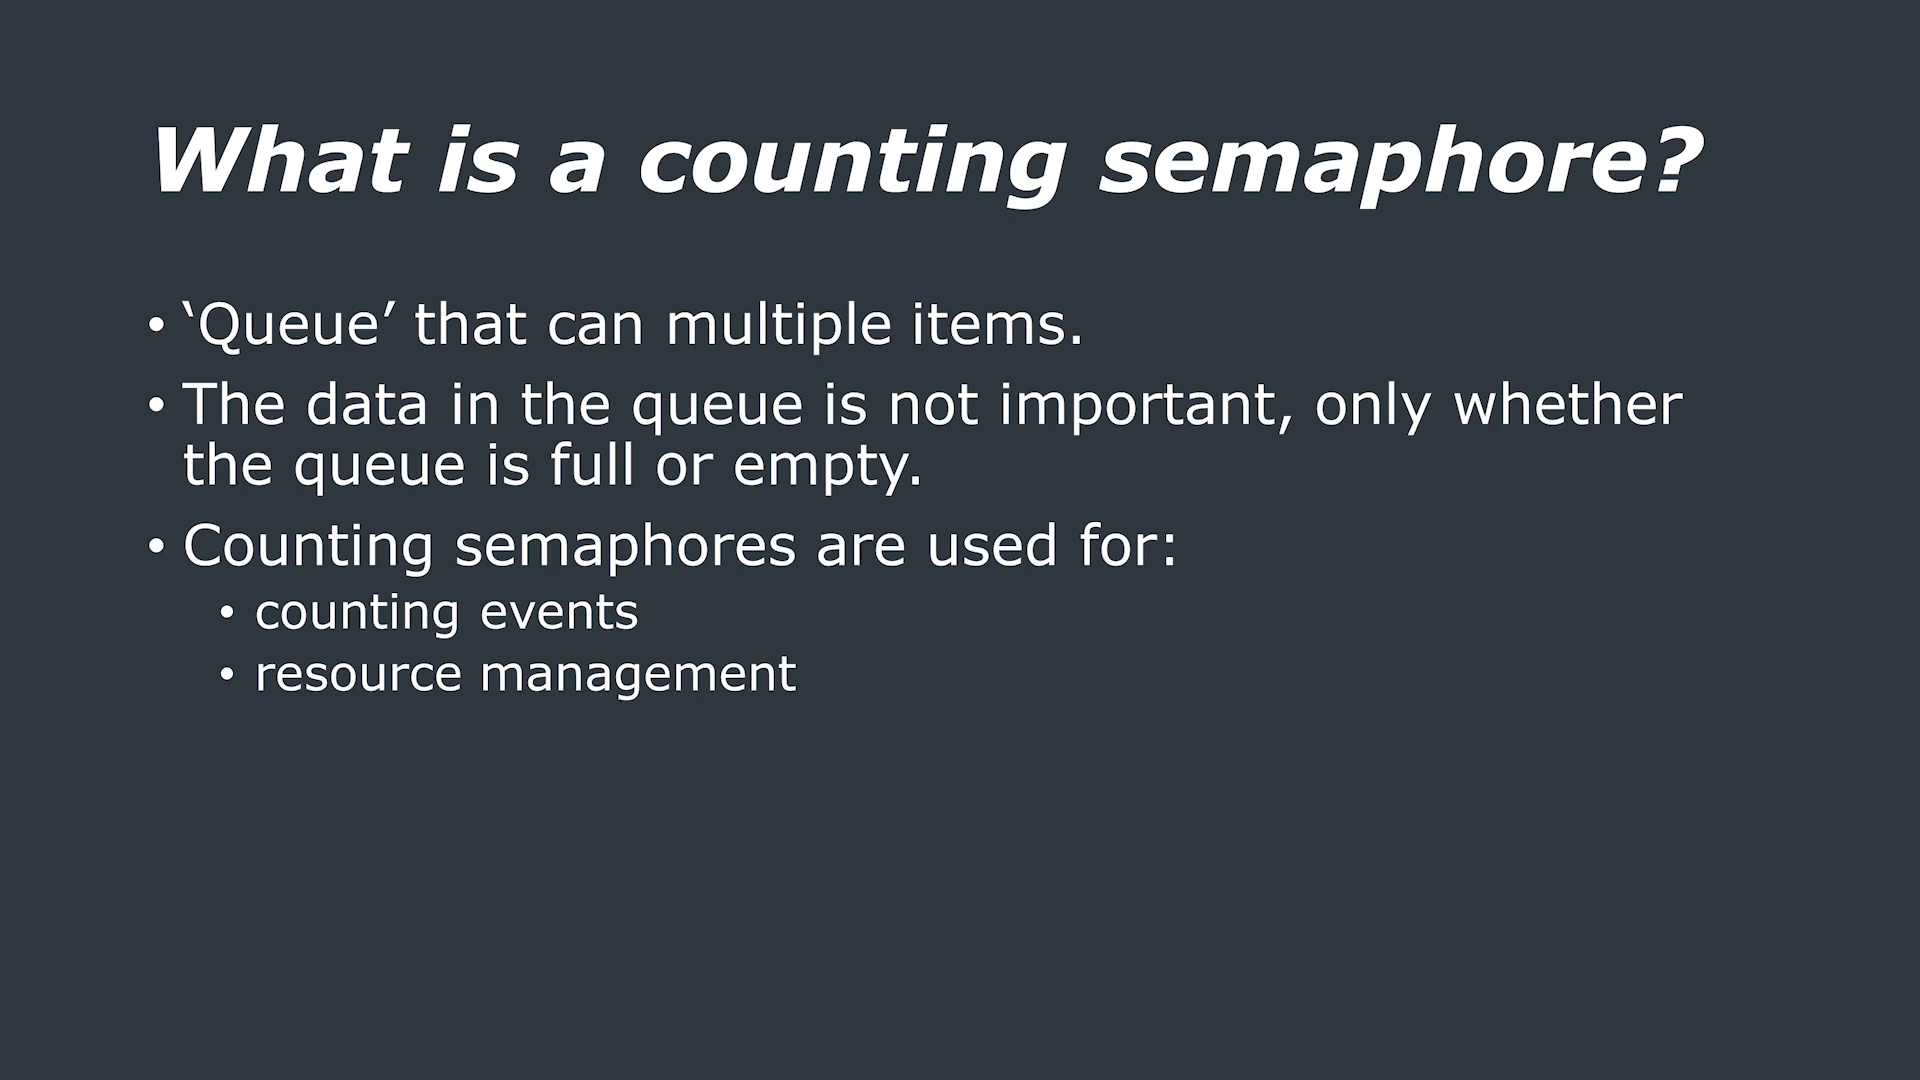 What is a counting semaphore?
• ‘Queue’ that can multiple items.
• The data in the queue is not important, only whether
the queue is full or empty.
• Counting semaphores are used for:
• counting events
• resource management